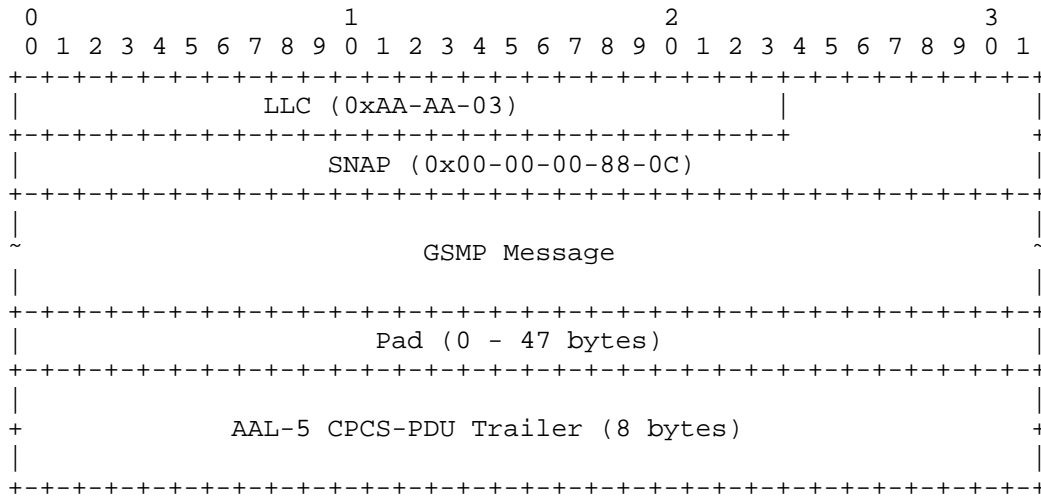 0                   1                   2                   3
 0 1 2 3 4 5 6 7 8 9 0 1 2 3 4 5 6 7 8 9 0 1 2 3 4 5 6 7 8 9 0 1
+-+-+-+-+-+-+-+-+-+-+-+-+-+-+-+-+-+-+-+-+-+-+-+-+-+-+-+-+-+-+-+-+
|               LLC (0xAA-AA-03)                |               |
+-+-+-+-+-+-+-+-+-+-+-+-+-+-+-+-+-+-+-+-+-+-+-+-+               +
|                   SNAP (0x00-00-00-88-0C)                     |
+-+-+-+-+-+-+-+-+-+-+-+-+-+-+-+-+-+-+-+-+-+-+-+-+-+-+-+-+-+-+-+-+
|                                                               |
~                         GSMP Message                          ~
|                                                               |
+-+-+-+-+-+-+-+-+-+-+-+-+-+-+-+-+-+-+-+-+-+-+-+-+-+-+-+-+-+-+-+-+
|                      Pad (0 - 47 bytes)                       |
+-+-+-+-+-+-+-+-+-+-+-+-+-+-+-+-+-+-+-+-+-+-+-+-+-+-+-+-+-+-+-+-+
|                                                               |
+             AAL-5 CPCS-PDU Trailer (8 bytes)                  +
|                                                               |
+-+-+-+-+-+-+-+-+-+-+-+-+-+-+-+-+-+-+-+-+-+-+-+-+-+-+-+-+-+-+-+-+